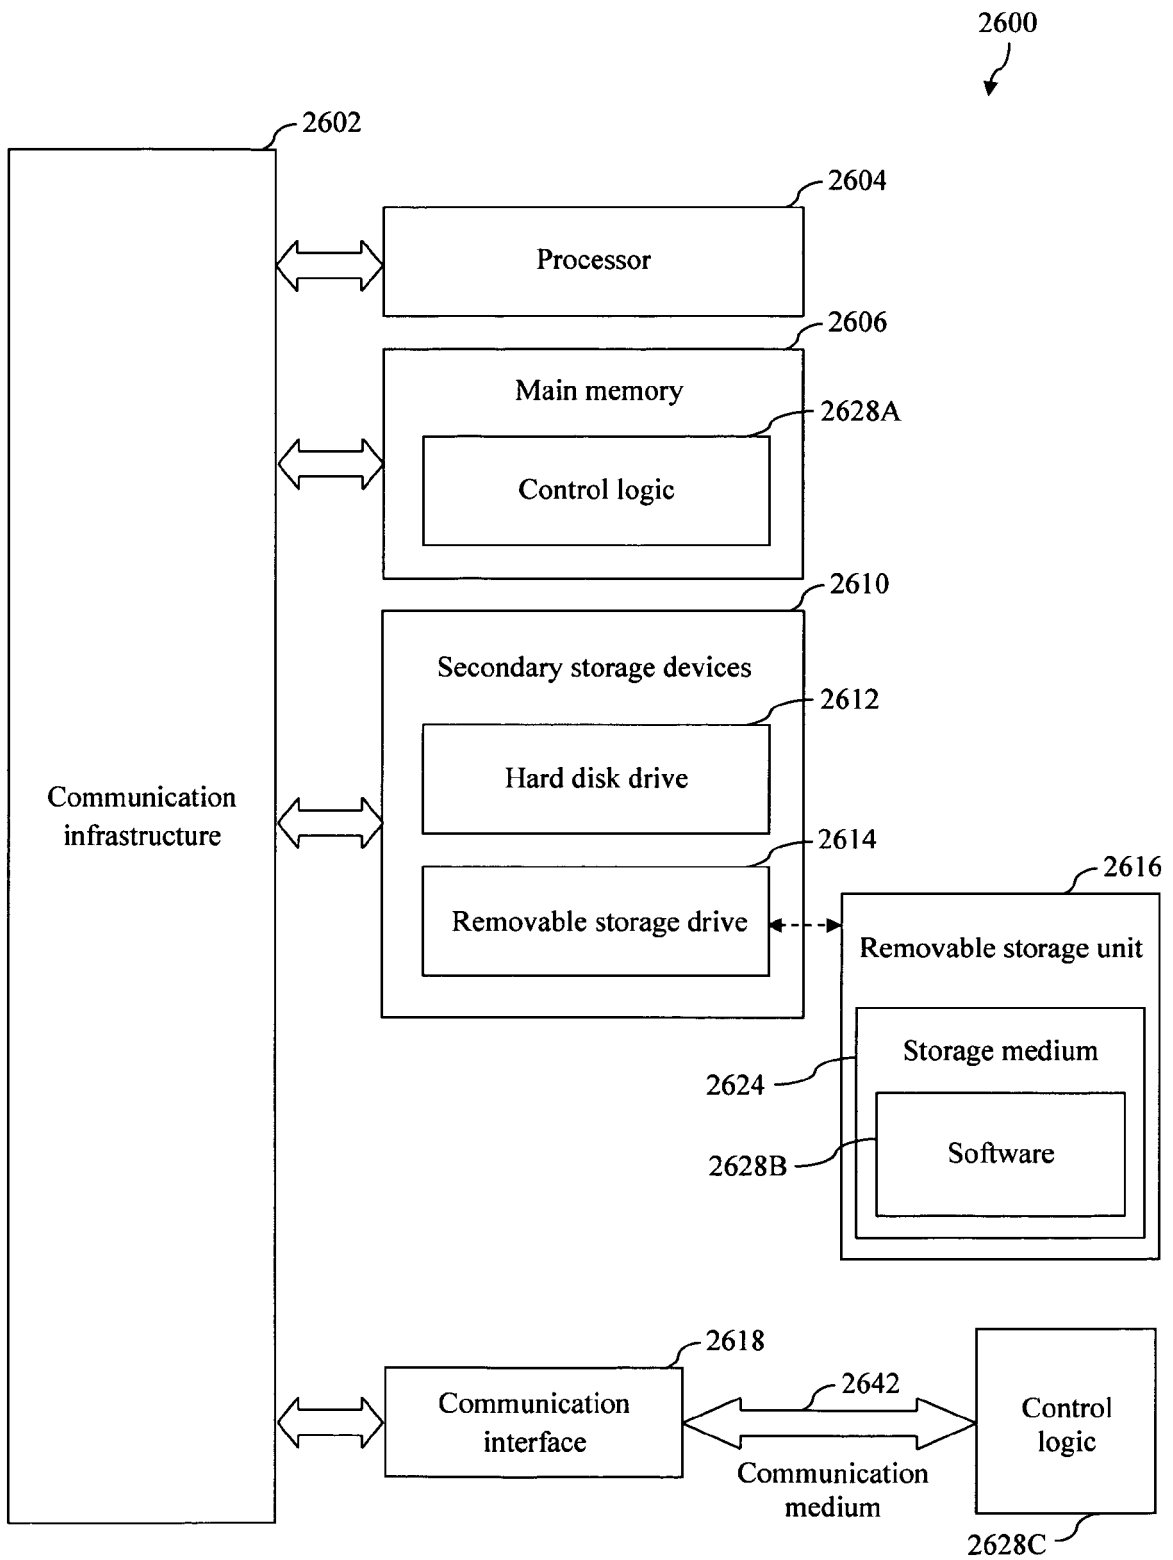 2600
2602
2604
Processor
2606
Main memory
2628A
Control logic
2610
Secondary storage devices
2612
Hard disk drive
Communication
infrastructure
2614
Removable storage drive
2616
Removable storage unit
Storage medium
2624
2628B
Software
2618
Communication
interface
2642
Communication
medium
Control
logic
2628C